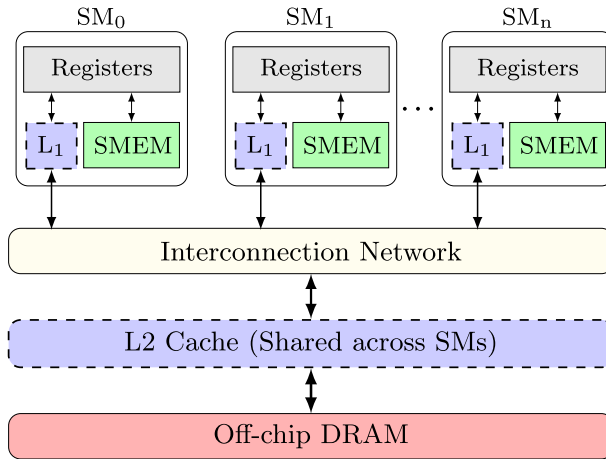 SM₀ SM₁ SMₙ
Registers Registers Registers
...
L₁ SMEM L₁ SMEM L₁ SMEM
Interconnection Network
L2 Cache (Shared across SMs)
Off-chip DRAM